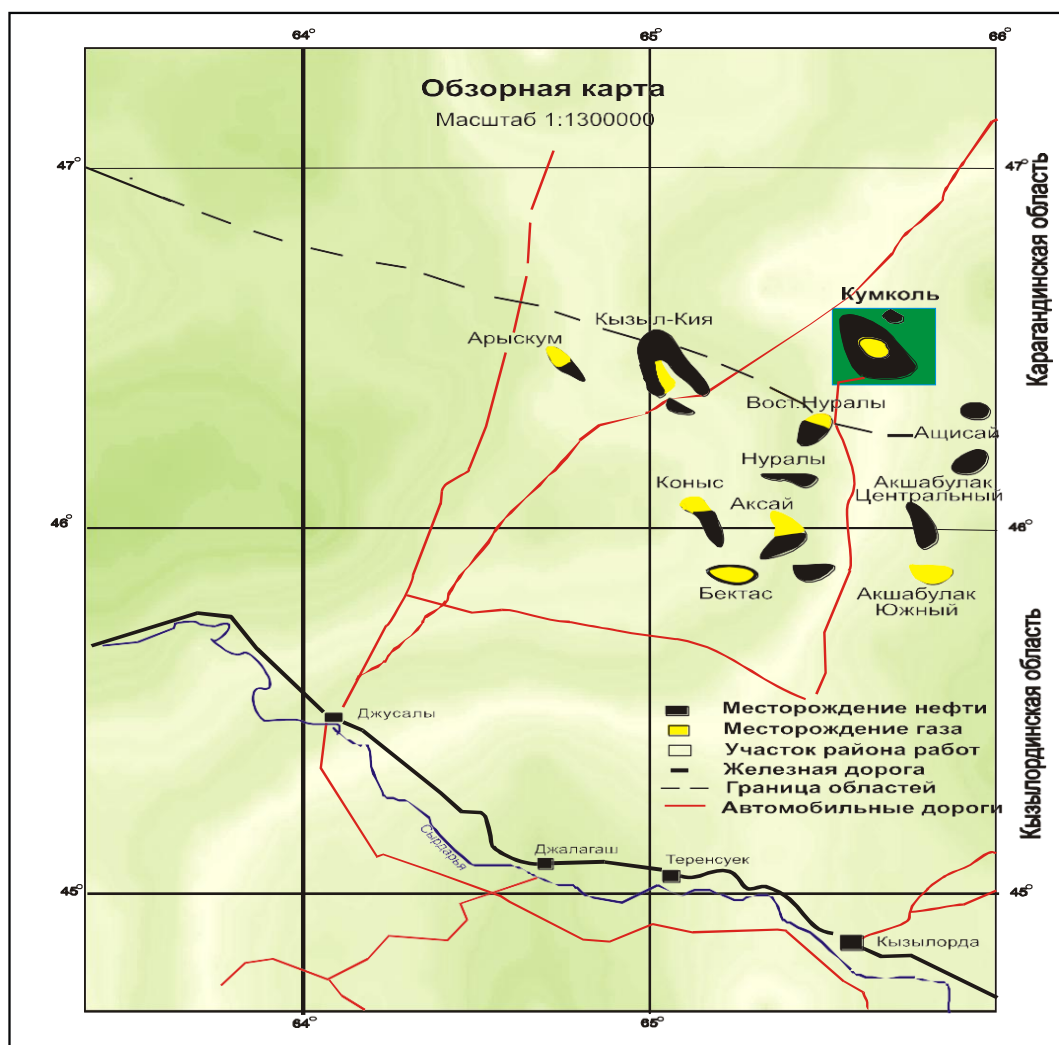 64°
65°
66°
Обзорная карта
Масштаб 1:1300000
47°
47°
Карагандинская область
Кумколь
Кызыл-Кия
Арыскум
Вост.Нуралы
Ащисай
Нуралы
Коныс
Аксай
Акшабулак
Центральный
46°
46°
Бектас
Акшабулак
Южный
Кызылординская область
Джусалы
Месторождение нефти
Месторождение газа
Участок района работ
Железная дорога
Граница областей
Автомобильные дороги
Сырдарья
Джалагаш
Теренсуек
45°
45°
Кызылорда
64°
65°